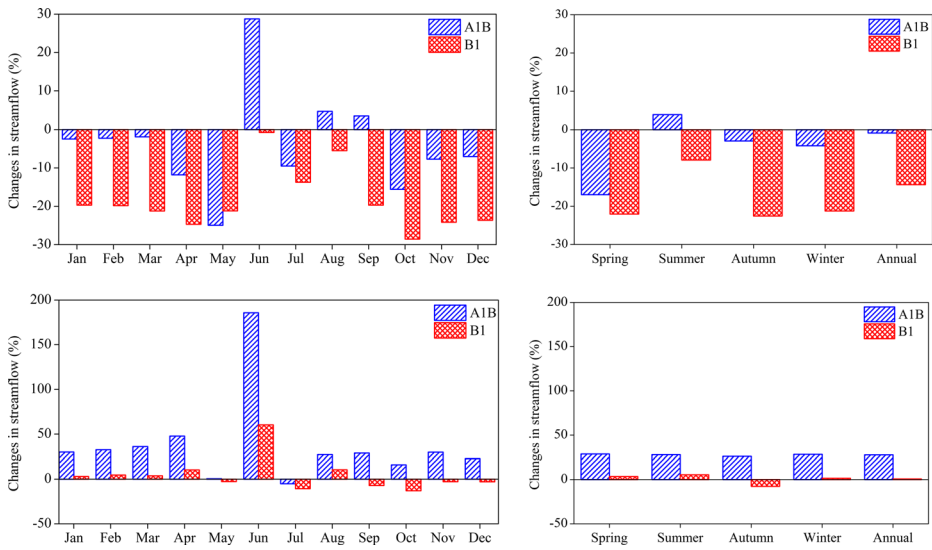 30
20
10
0
-10
-20
-30
Changes in streamflow (%)
A1B
B1
Jan Feb Mar Apr May Jun Jul Aug Sep Oct Nov Dec
30
20
10
0
-10
-20
-30
Changes in streamflow (%)
A1B
B1
Spring Summer Autumn Winter Annual
200
150
100
50
0
-50
Changes in streamflow (%)
A1B
B1
Jan Feb Mar Apr May Jun Jul Aug Sep Oct Nov Dec
200
150
100
50
0
-50
Changes in streamflow (%)
A1B
B1
Spring Summer Autumn Winter Annual